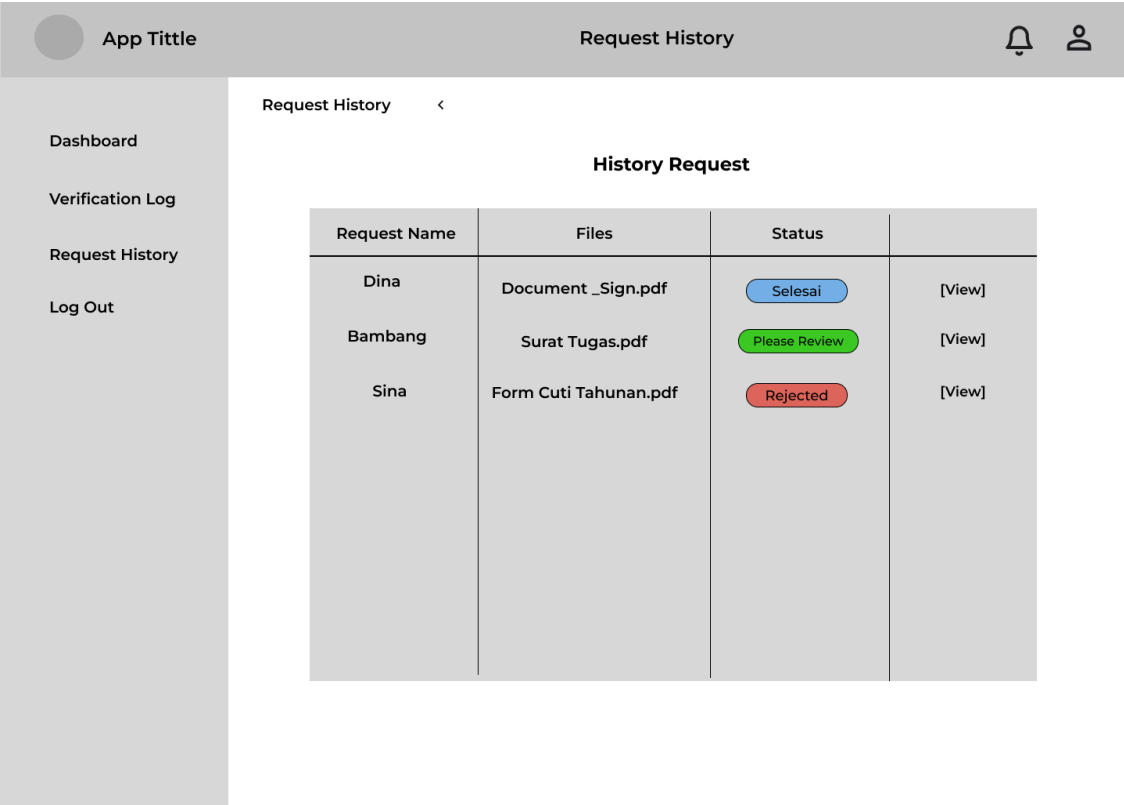 App Tittle
Request History
Request History <
Dashboard
Verification Log
Request History
Log Out
History Request
Request Name Files Status
Dina Document _Sign.pdf Selesai [View]
Bambang Surat Tugas.pdf Please Review [View]
Sina Form Cuti Tahunan.pdf Rejected [View]